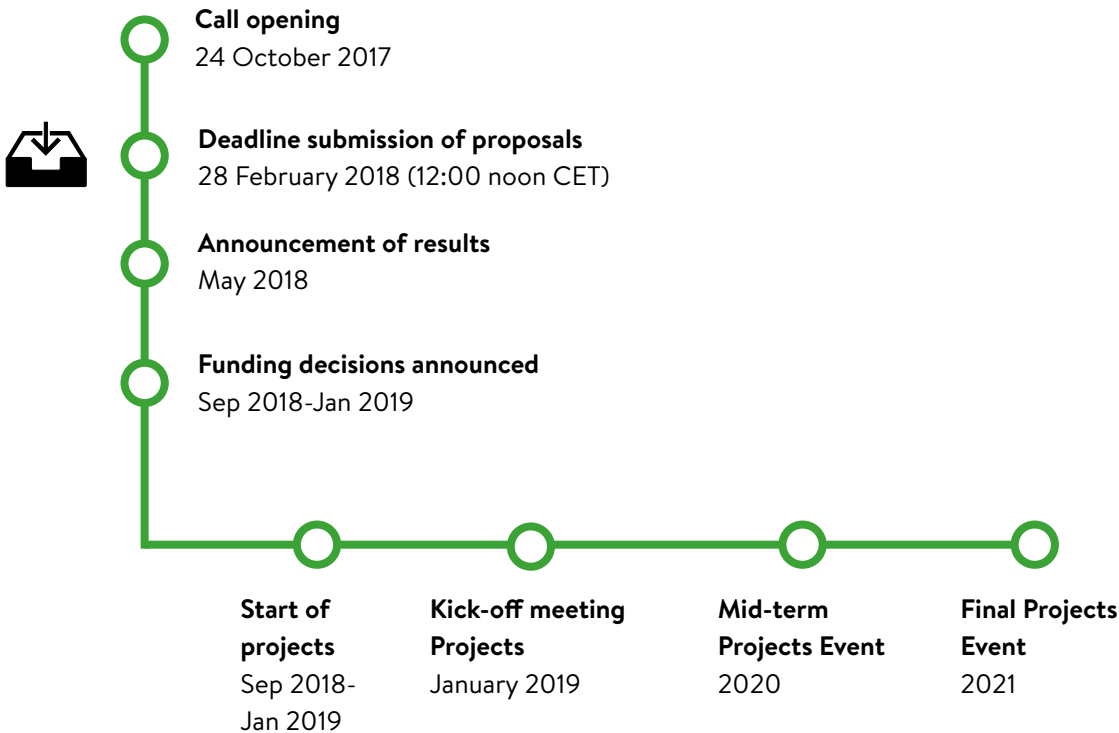 Call opening
24 October 2017
Deadline submission of proposals
28 February 2018 (12:00 noon CET)
Announcement of results
May 2018
Funding decisions announced
Sep 2018-Jan 2019
Start of
projects
Sep 2018-
Jan 2019
Kick-off meeting
Projects
January 2019
Mid-term
Projects Event
2020
Final Projects
Event
2021